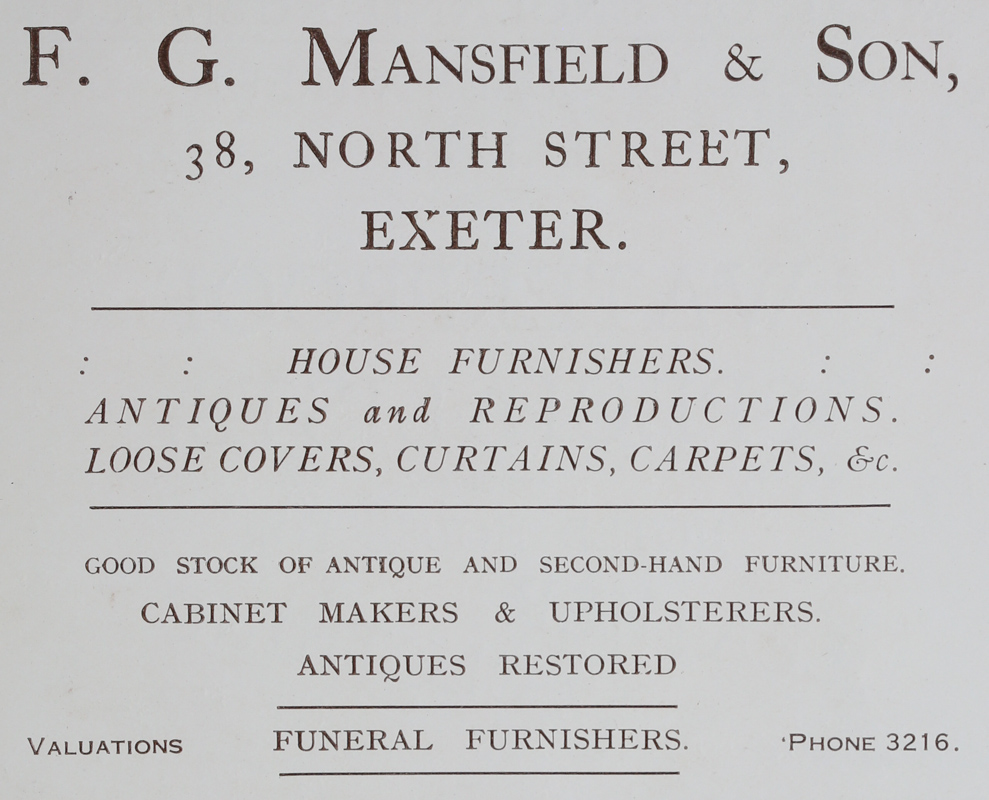 F. G. MANSFIELD & SON,
38, NORTH STREET,
EXETER.
: : HOUSE FURNISHERS. : :
ANTIQUES and REPRODUCTIONS.
LOOSE COVERS, CURTAINS, CARPETS, &c.
GOOD STOCK OF ANTIQUE AND SECOND-HAND FURNITURE.
CABINET MAKERS & UPHOLSTERERS.
ANTIQUES RESTORED
VALUATIONS FUNERAL FURNISHERS. 'PHONE 3216.